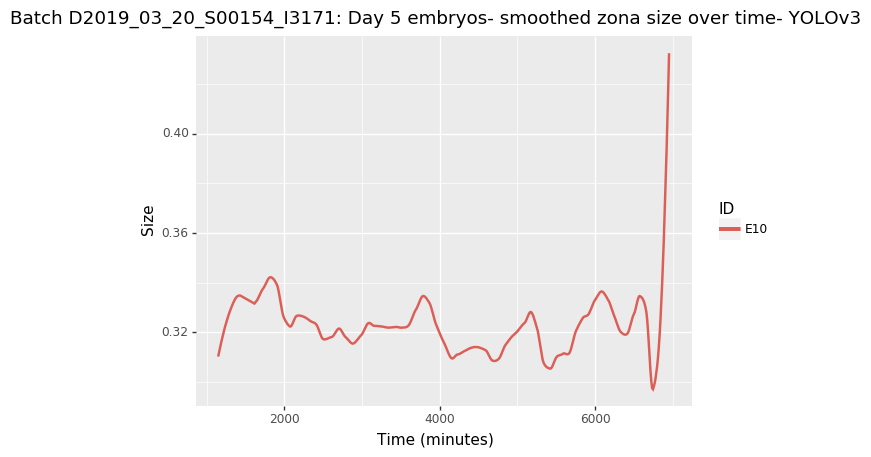 Batch D2019_03_20_S00154_I3171: Day 5 embryos- smoothed zona size over time- YOLOv3
0.40
0.36
0.32
Size
2000
4000
6000
Time (minutes)
ID
E10